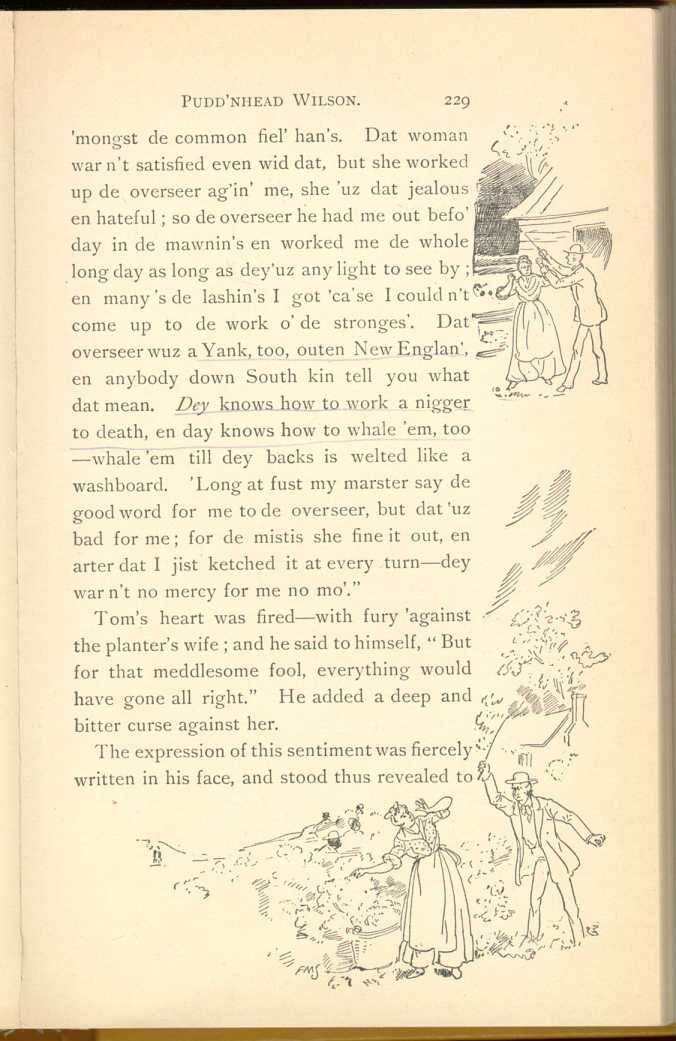 PUDD'NHEAD WILSON. 229
'mongst de common fiel' han's. Dat woman
war n't satisfied even wid dat, but she worked
up de overseer ag'in' me, she 'uz dat jealous
en hateful; so de overseer he had me out befo'
day in de mawnin's en worked me de whole
long day as long as dey'uz any light to see by;
en many's de lashin's I got 'ca'se I could n't
come up to de work o' de stronges'. Dat
overseer wuz a Yank, too, outen New Englan',
en anybody down South kin tell you what
dat mean. Dey knows how to work a nigger
to death, en day knows how to whale 'em, too
—whale 'em till dey backs is welted like a
washboard. 'Long at fust my marster say de
good word for me to de overseer, but dat 'uz
bad for me; for de mistis she fine it out, en
arter dat I jist ketched it at every turn—dey
war n't no mercy for me no mo'."
Tom's heart was fired—with fury 'against
the planter's wife; and he said to himself, "But
for that meddlesome fool, everything would
have gone all right." He added a deep and
bitter curse against her.
The expression of this sentiment was fiercely
written in his face, and stood thus revealed to
FMS